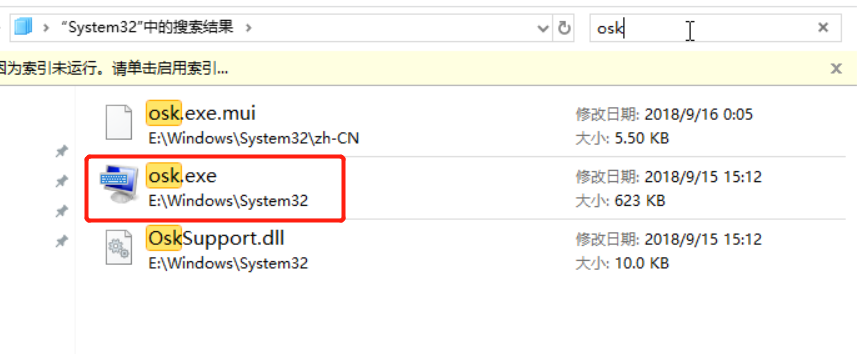 “System32”中的搜索结果
osk
因为索引未运行。请单击启用索引...
osk.exe.mui
修改日期: 2018/9/16 0:05
E:\Windows\System32\zh-CN
大小: 5.50 KB
osk.exe
修改日期: 2018/9/15 15:12
E:\Windows\System32
大小: 623 KB
OskSupport.dll
修改日期: 2018/9/15 15:12
E:\Windows\System32
大小: 10.0 KB